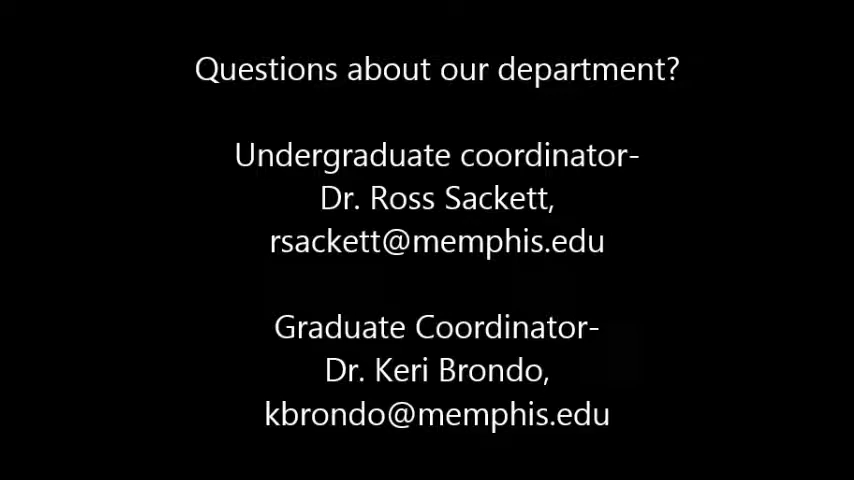 Questions about our department?
Undergraduate coordinator-
Dr. Ross Sackett,
rsackett@memphis.edu
Graduate Coordinator-
Dr. Keri Brondo,
kbrondo@memphis.edu